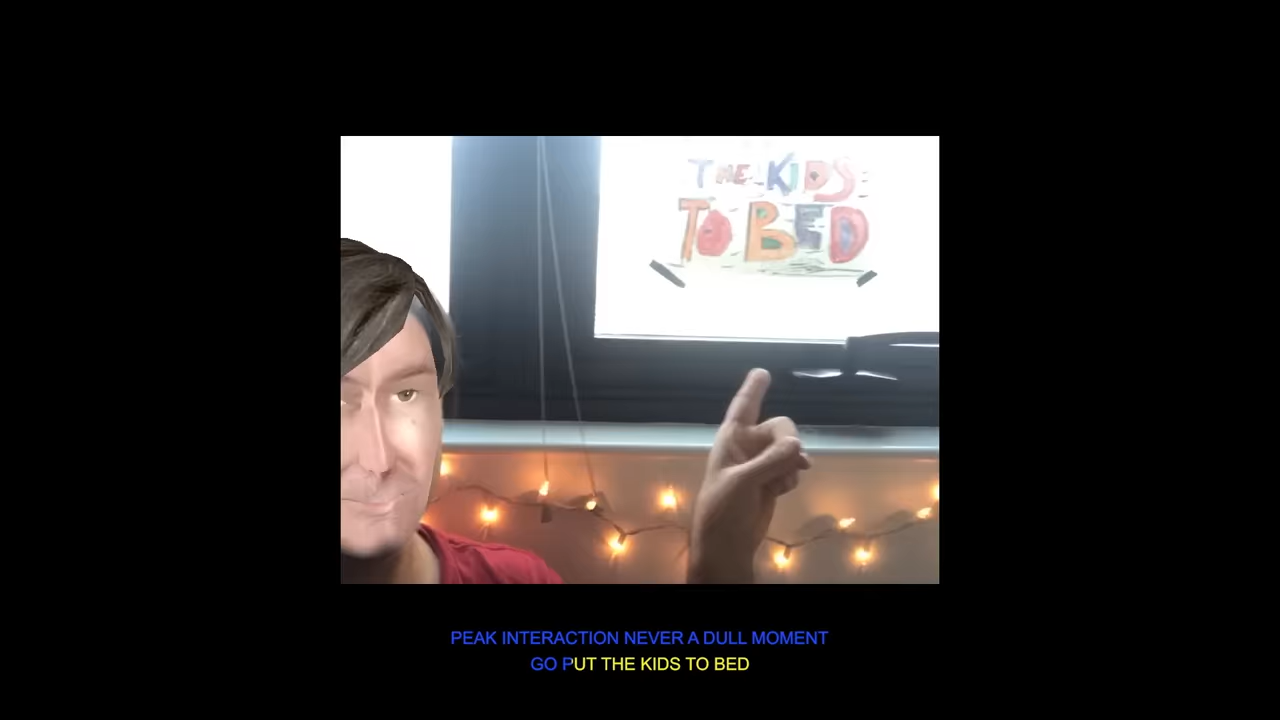 THE KIDS
TO BED
PEAK INTERACTION NEVER A DULL MOMENT
GO PUT THE KIDS TO BED